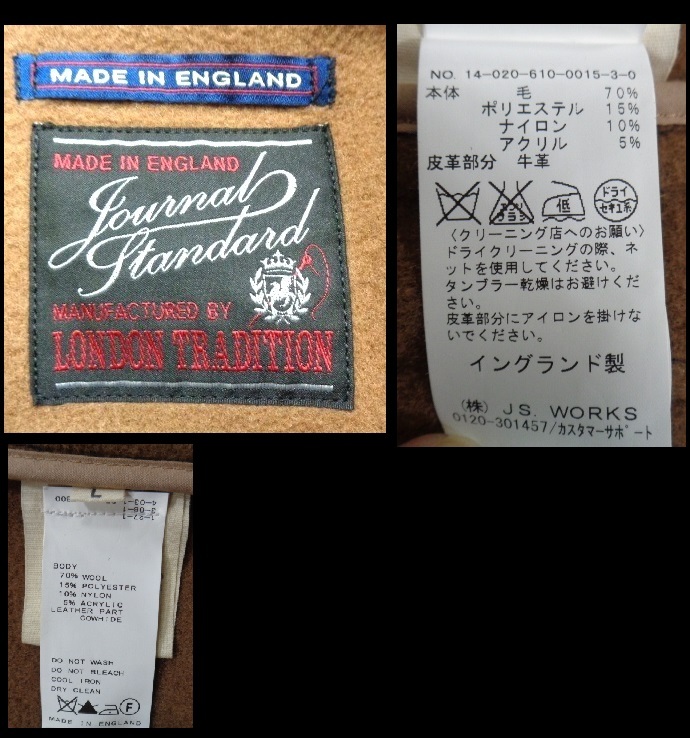 MADE IN ENGLAND
MADE IN ENGLAND
Journal
Standard
MANUFACTURED BY
LONDON TRADITION
NO. 14-020-610-0015-3-0
本体 毛 70%
ポリエステル 15%
ナイロン 10%
アクリル 5%
皮革部分 牛革
エンソ
サラシ
低
ドライ
セキユ系
〈クリーニング店へのお願い〉
ドライクリーニングの際、ネ
ットを使用してください。
タンブラー乾燥はお避けくだ
さい。
皮革部分にアイロンを掛けな
いでください。
イングランド製
(株) JS. WORKS
0120-301457/カスタマーサポート
BODY
70% WOOL
15% POLYESTER
10% NYLON
5% ACRYLIC
LEATHER PART
COWHIDE
DO NOT WASH
DO NOT BLEACH
COOL IRON
DRY CLEAN
F
MADE IN ENGLAND